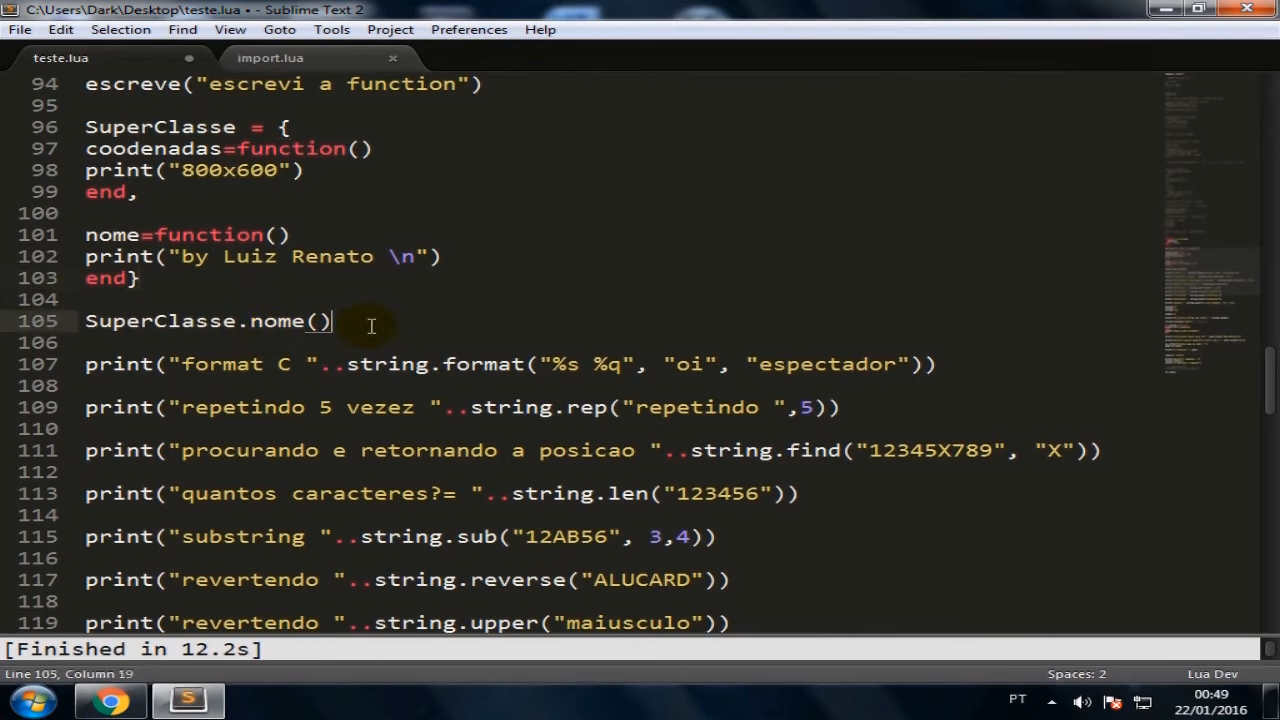 C:\Users\Dark\Desktop\teste.lua • - Sublime Text 2
File Edit Selection Find View Goto Tools Project Preferences Help
teste.lua import.lua
94 escreve("escrevi a function")
95
96 SuperClasse = {
97 coodenadas=function()
98 print("800x600")
99 end,
100
101 nome=function()
102 print("by Luiz Renato \n")
103 end}
104
105 SuperClasse.nome()
106
107 print("format C "..string.format("%s %q", "oi", "espectador"))
108
109 print("repetindo 5 vezez "..string.rep("repetindo ",5))
110
111 print("procurando e retornando a posicao "..string.find("12345X789", "X"))
112
113 print("quantos caracteres?= "..string.len("123456"))
114
115 print("substring "..string.sub("12AB56", 3,4))
116
117 print("revertendo "..string.reverse("ALUCARD"))
118
119 print("revertendo "..string.upper("maiusculo"))
[Finished in 12.2s]
Line 105, Column 19 Spaces: 2 Lua Dev
PT 00:49
22/01/2016